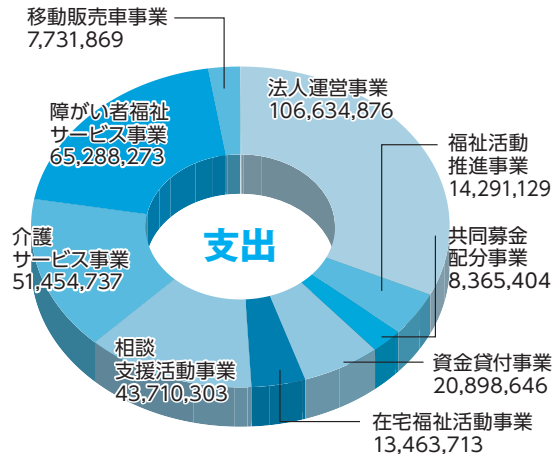 移動販売車事業
7,731,869
法人運営事業
106,634,876
障がい者福祉
サービス事業
65,288,273
福祉活動
推進事業
14,291,129
支出
共同募金
配分事業
8,365,404
介護
サービス事業
51,454,737
相談
支援活動事業
43,710,303
資金貸付事業
20,898,646
在宅福祉活動事業
13,463,713